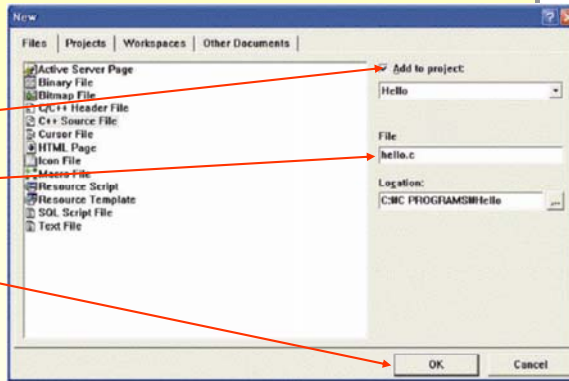 New
Files
Projects
Workspaces
Other Documents
Active Server Page
Binary File
Bitmap File
C/C++ Header File
C++ Source File
Cursor File
HTML Page
Icon File
Macro File
Resource Script
Resource Template
SQL Script File
Text File
Add to project:
Hello
File
hello.c
Location:
C:₩C PROGRAMS₩Hello
...
OK
Cancel